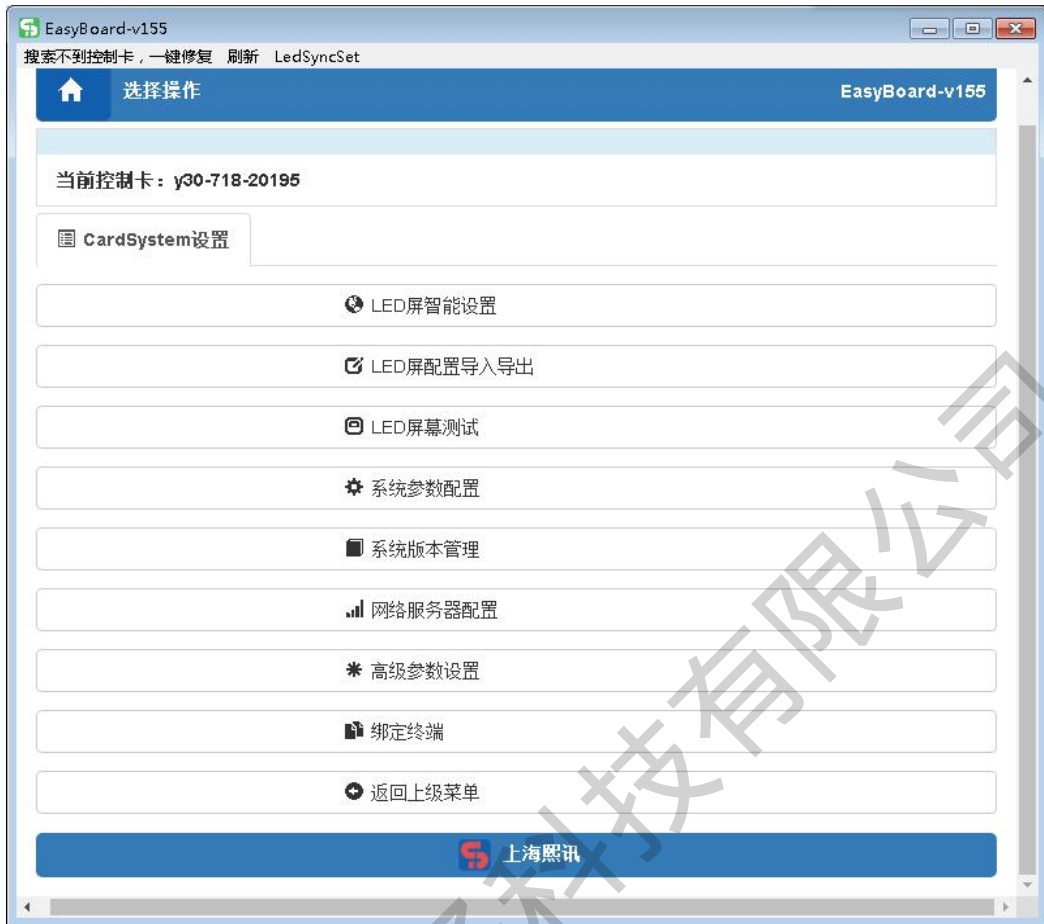 EasyBoard-v155
搜素不到控制卡，一键修复 刷新 LedSyncSet
选择操作 EasyBoard-v155
当前控制卡：y30-718-20195
CardSystem设置
LED屏智能设置
LED屏配置导入导出
LED屏幕测试
系统参数配置
系统版本管理
网络服务器配置
高级参数设置
绑定终端
返回上级菜单
上海熙讯
科技有限公司